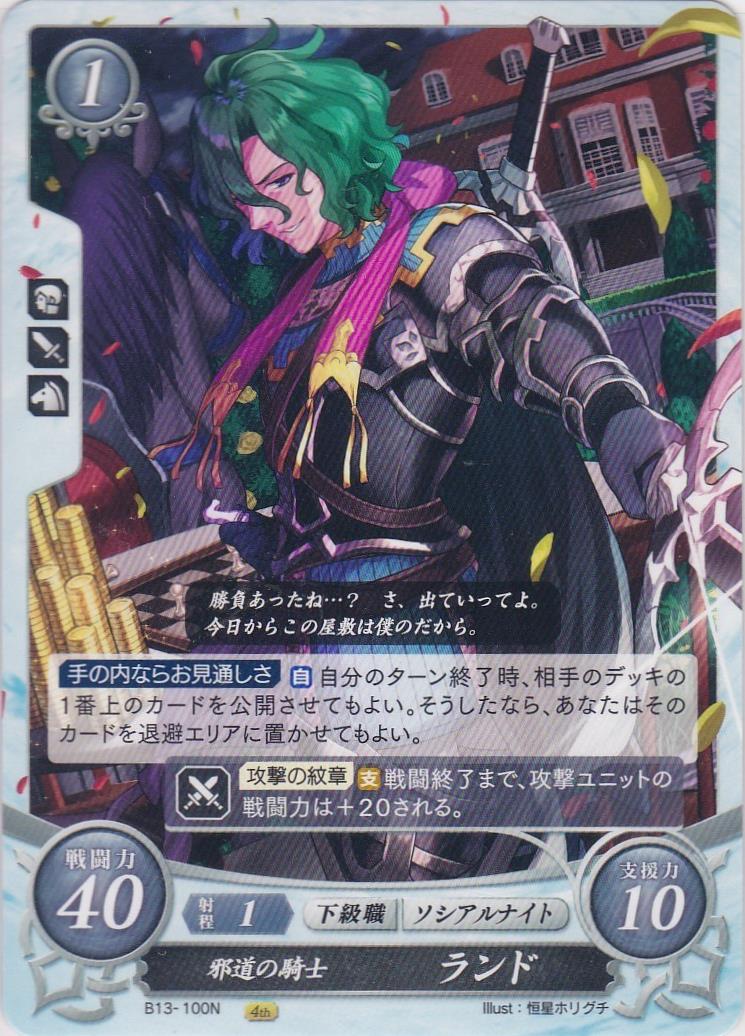 1
勝負あったね…? さ、出ていってよ。
今日からこの屋敷は僕のだから。
手の内ならお見通しさ 自 自分のターン終了時、相手のデッキの
1番上のカードを公開させてもよい。そうしたなら、あなたはその
カードを退避エリアに置かせてもよい。
攻撃の紋章 支 戦闘終了まで、攻撃ユニットの
戦闘力は+20される。
戦闘力
40
射程 1 下級職 ソシアルナイト
支援力
10
邪道の騎士 ランド
B13-100N 4th Illust:恒星ホリグチ